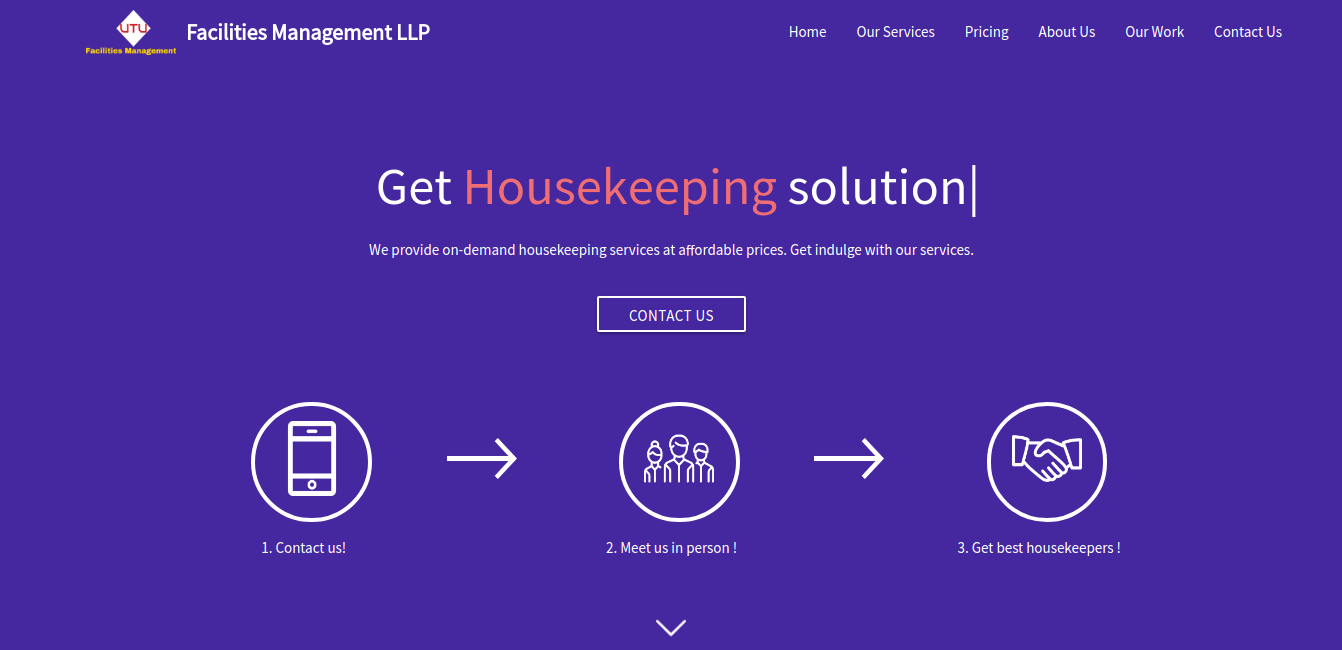 UTU
Facilities Management
Facilities Management LLP
Home Our Services Pricing About Us Our Work Contact Us
Get Housekeeping solution|
We provide on-demand housekeeping services at affordable prices. Get indulge with our services.
CONTACT US
1. Contact us! 2. Meet us in person ! 3. Get best housekeepers !